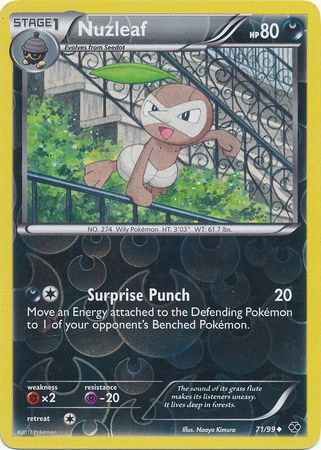 STAGE1
Nuzleaf
HP80
Evolves from Seedot
NO. 274 Wily Pokémon HT: 3'03" WT: 61.7 lbs.
Surprise Punch 20
Move an Energy attached to the Defending Pokémon
to 1 of your opponent's Benched Pokémon.
weakness
×2
resistance
-20
retreat
The sound of its grass flute
makes its listeners uneasy.
It lives deep in forests.
©2012 Pokémon
Illus. Naoyo Kimura
71/99